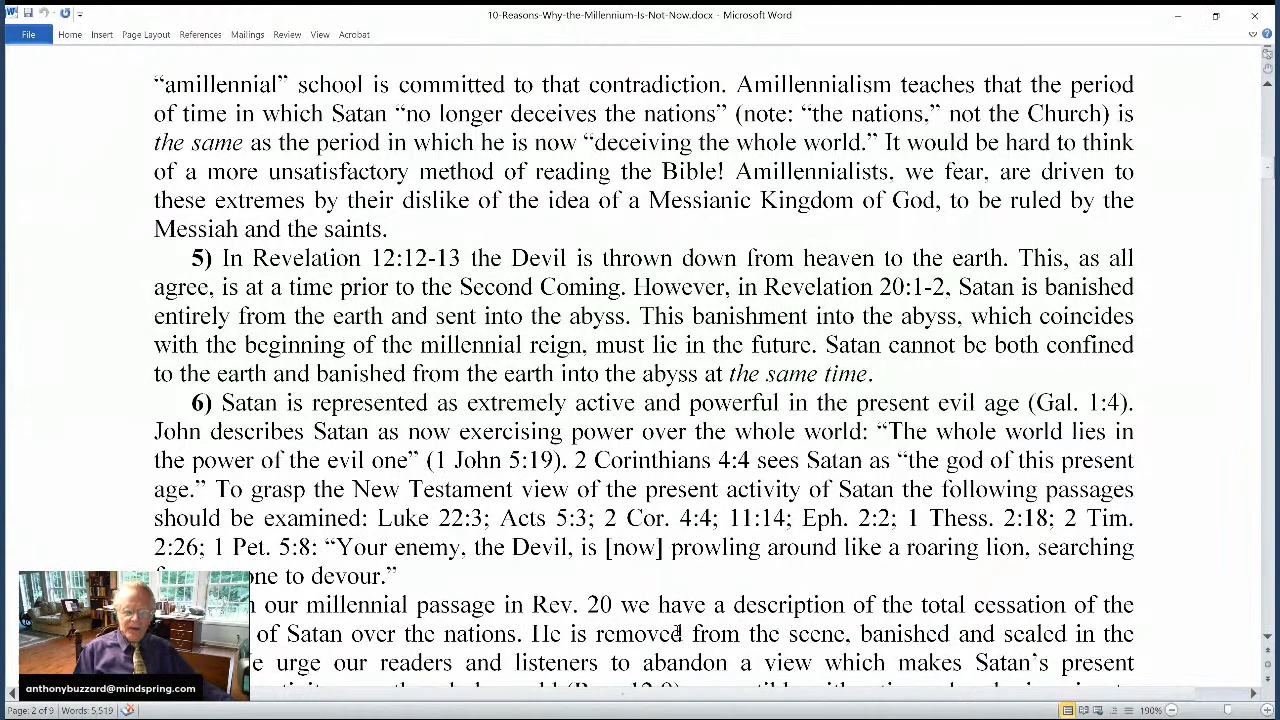 10-Reasons-Why-the-Millennium-Is-Not-Now.docx - Microsoft Word
File Home Insert Page Layout References Mailings Review View Acrobat
“amillennial” school is committed to that contradiction. Amillennialism teaches that the period
of time in which Satan “no longer deceives the nations” (note: “the nations,” not the Church) is
the same as the period in which he is now “deceiving the whole world.” It would be hard to think
of a more unsatisfactory method of reading the Bible! Amillennialists, we fear, are driven to
these extremes by their dislike of the idea of a Messianic Kingdom of God, to be ruled by the
Messiah and the saints.
5) In Revelation 12:12-13 the Devil is thrown down from heaven to the earth. This, as all
agree, is at a time prior to the Second Coming. However, in Revelation 20:1-2, Satan is banished
entirely from the earth and sent into the abyss. This banishment into the abyss, which coincides
with the beginning of the millennial reign, must lie in the future. Satan cannot be both confined
to the earth and banished from the earth into the abyss at the same time.
6) Satan is represented as extremely active and powerful in the present evil age (Gal. 1:4).
John describes Satan as now exercising power over the whole world: “The whole world lies in
the power of the evil one” (1 John 5:19). 2 Corinthians 4:4 sees Satan as “the god of this present
age.” To grasp the New Testament view of the present activity of Satan the following passages
should be examined: Luke 22:3; Acts 5:3; 2 Cor. 4:4; 11:14; Eph. 2:2; 1 Thess. 2:18; 2 Tim.
2:26; 1 Pet. 5:8: “Your enemy, the Devil, is [now] prowling around like a roaring lion, searching
one to devour.”
our millennial passage in Rev. 20 we have a description of the total cessation of the
of Satan over the nations. He is removed from the scene, banished and sealed in the
urge our readers and listeners to abandon a view which makes Satan’s present
anthonybuzzard@mindspring.com
Page: 2 of 9 Words: 5,519 190%